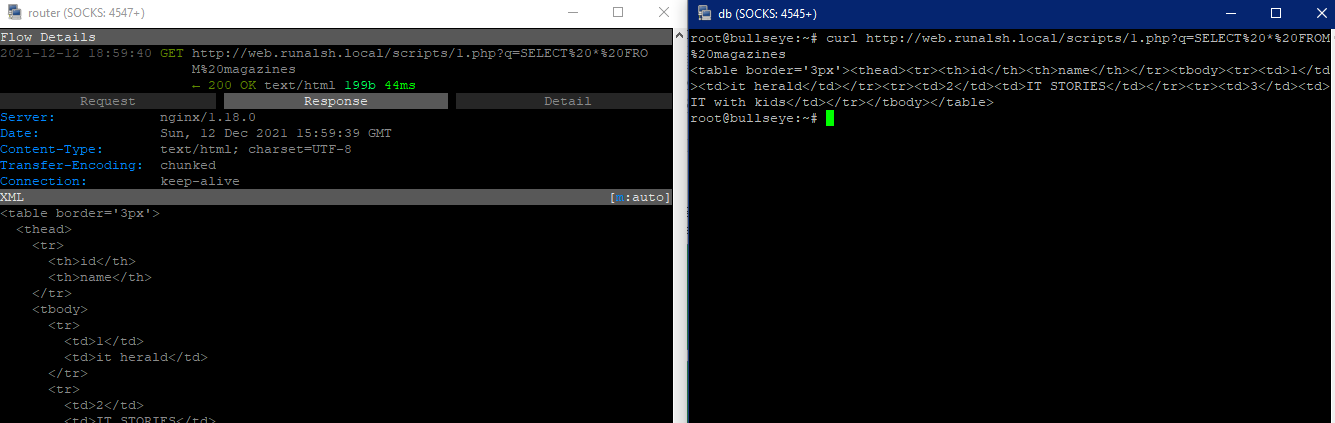 router (SOCKS: 4547+)
Flow Details
2021-12-12 18:59:40 GET http://web.runalsh.local/scripts/1.php?q=SELECT%20*%20FRO
M%20magazines
← 200 OK text/html 199b 44ms
Request Response Detail
Server: nginx/1.18.0
Date: Sun, 12 Dec 2021 15:59:39 GMT
Content-Type: text/html; charset=UTF-8
Transfer-Encoding: chunked
Connection: keep-alive
XML [m:auto]
<table border='3px'>
<thead>
<tr>
<th>id</th>
<th>name</th>
</tr>
<tbody>
<tr>
<td>1</td>
<td>it herald</td>
</tr>
<tr>
<td>2</td>
<td>IT STORIES</td>
db (SOCKS: 4545+)
root@bullseye:~# curl http://web.runalsh.local/scripts/1.php?q=SELECT%20*%20FROM
%20magazines
<table border='3px'><thead><tr><th>id</th><th>name</th></tr><tbody><tr><td>1</td
><td>it herald</td></tr><tr><td>2</td><td>IT STORIES</td></tr><tr><td>3</td><td>
IT with kids</td></tr></tbody></table>
root@bullseye:~#